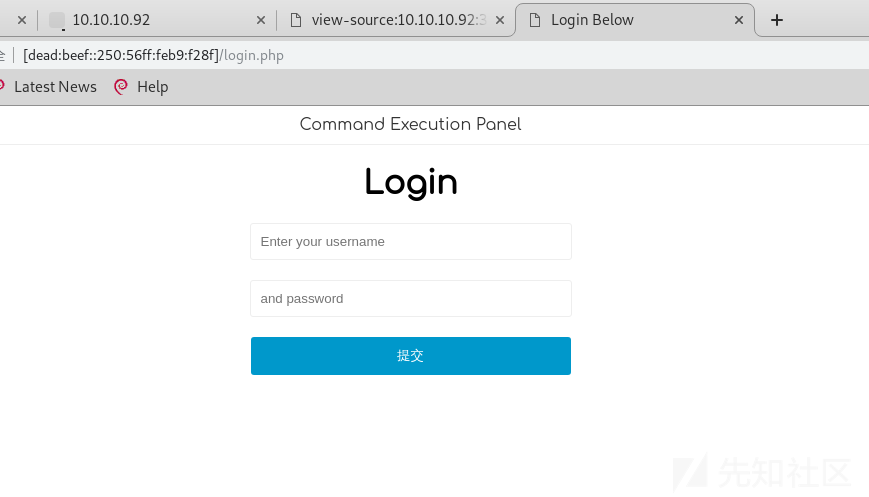 10.10.10.92
view-source:10.10.10.92:3
Login Below
[dead:beef::250:56ff:feb9:f28f]/login.php
Latest News
Help
Command Execution Panel
Login
Enter your username
and password
提交
先知社区